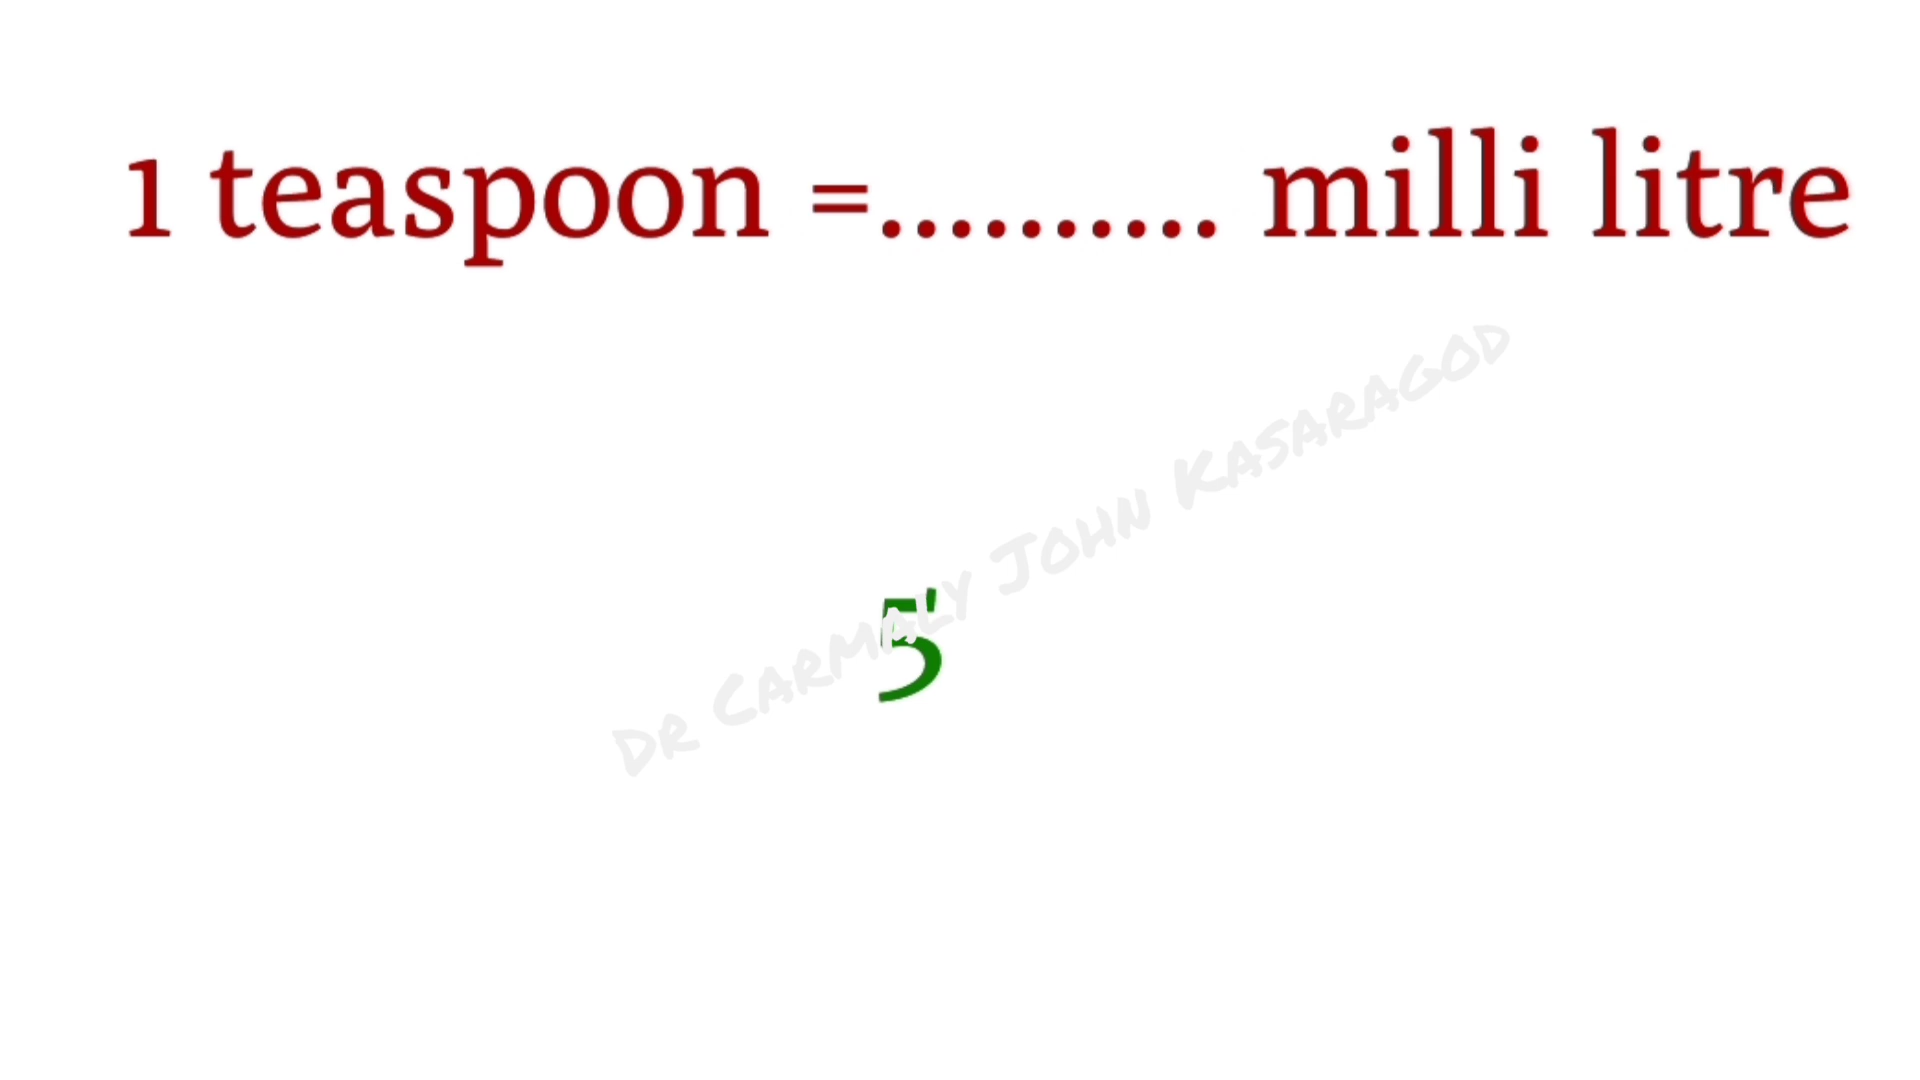 1 teaspoon =.......... milli litre
Dr Carmaly John Kasaragod
5